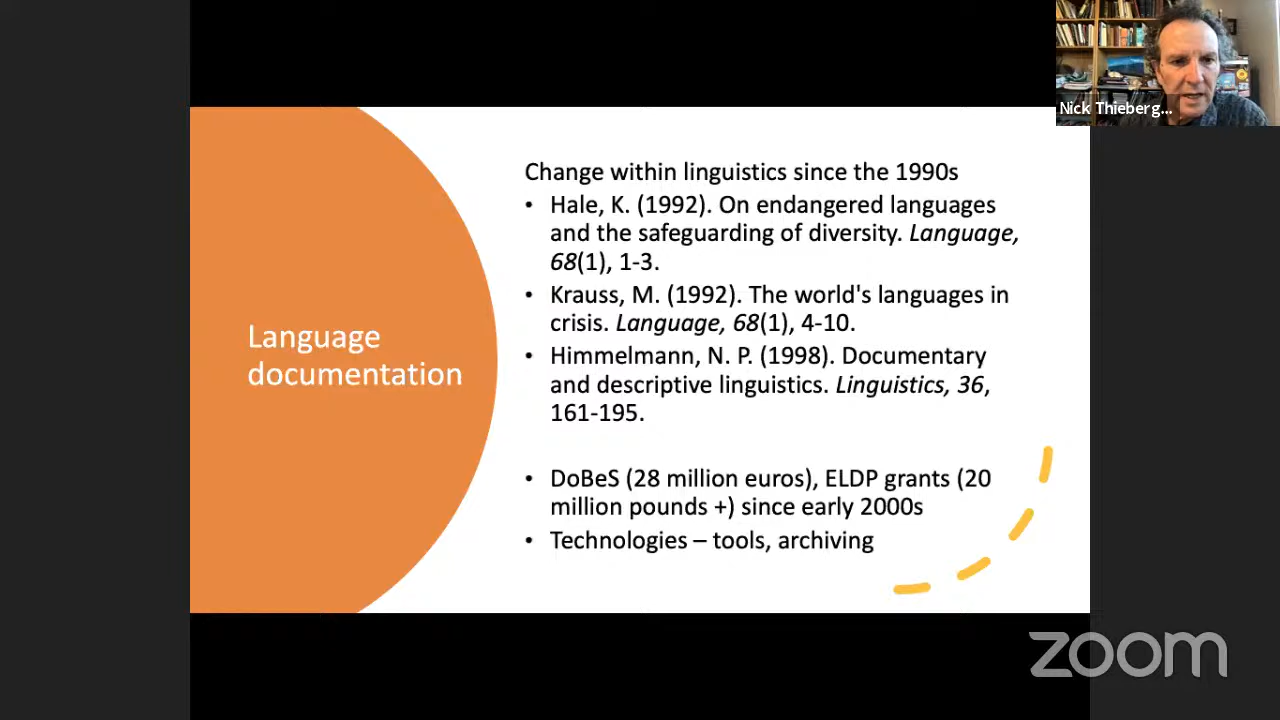 Nick Thieberg...
Language
documentation
Change within linguistics since the 1990s
• Hale, K. (1992). On endangered languages
and the safeguarding of diversity. Language,
68(1), 1-3.
• Krauss, M. (1992). The world's languages in
crisis. Language, 68(1), 4-10.
• Himmelmann, N. P. (1998). Documentary
and descriptive linguistics. Linguistics, 36,
161-195.
• DoBeS (28 million euros), ELDP grants (20
million pounds +) since early 2000s
• Technologies – tools, archiving
zoom